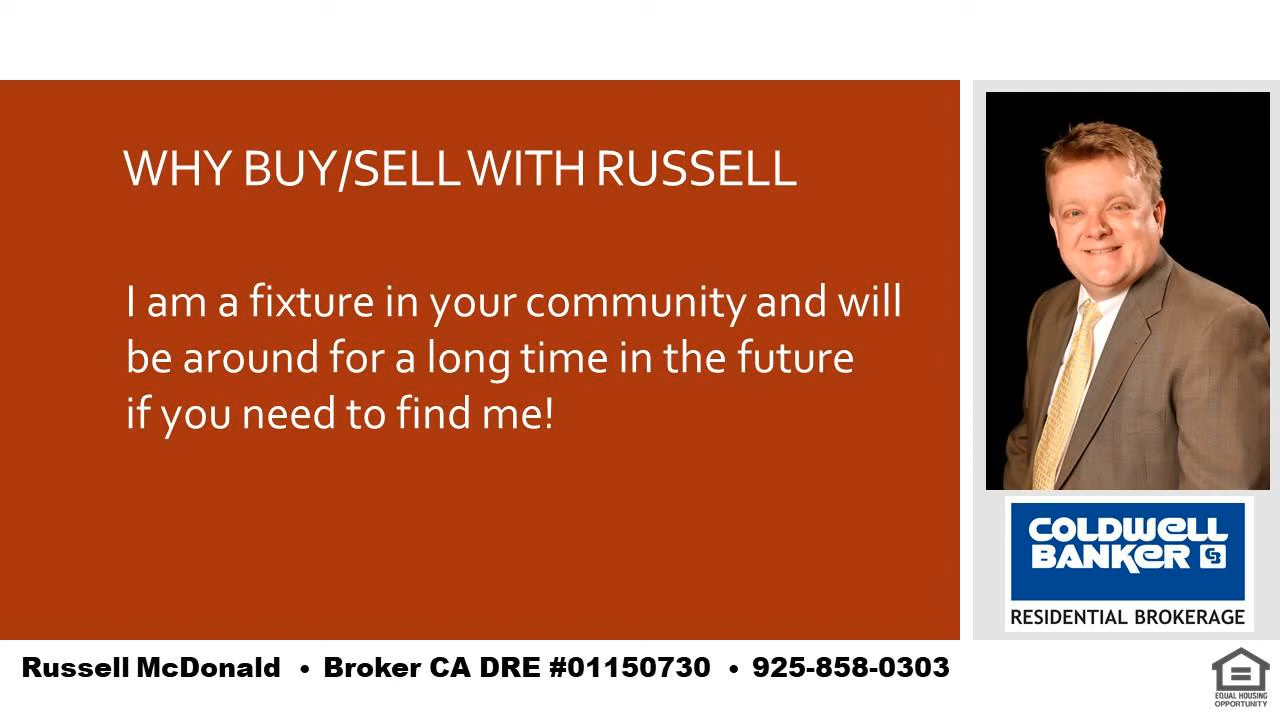 WHY BUY/SELL WITH RUSSELL
I am a fixture in your community and will
be around for a long time in the future
if you need to find me!
COLDWELL
BANKER CB
RESIDENTIAL BROKERAGE
Russell McDonald • Broker CA DRE #01150730 • 925-858-0303
EQUAL HOUSING
OPPORTUNITY